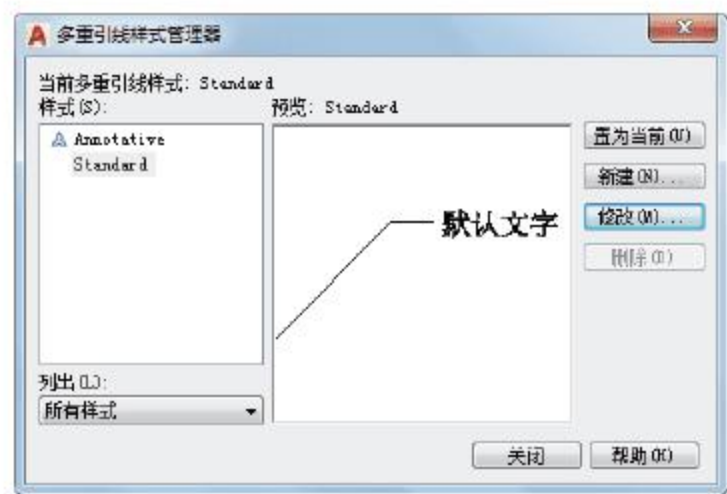 多重引线样式管理器
当前多重引线样式: Standard
样式(S):
预览: Standard
Annotative
Standard
置为当前(U)
新建(N)...
修改(M)...
删除(D)
默认文字
列出(L):
所有样式
关闭
帮助(H)